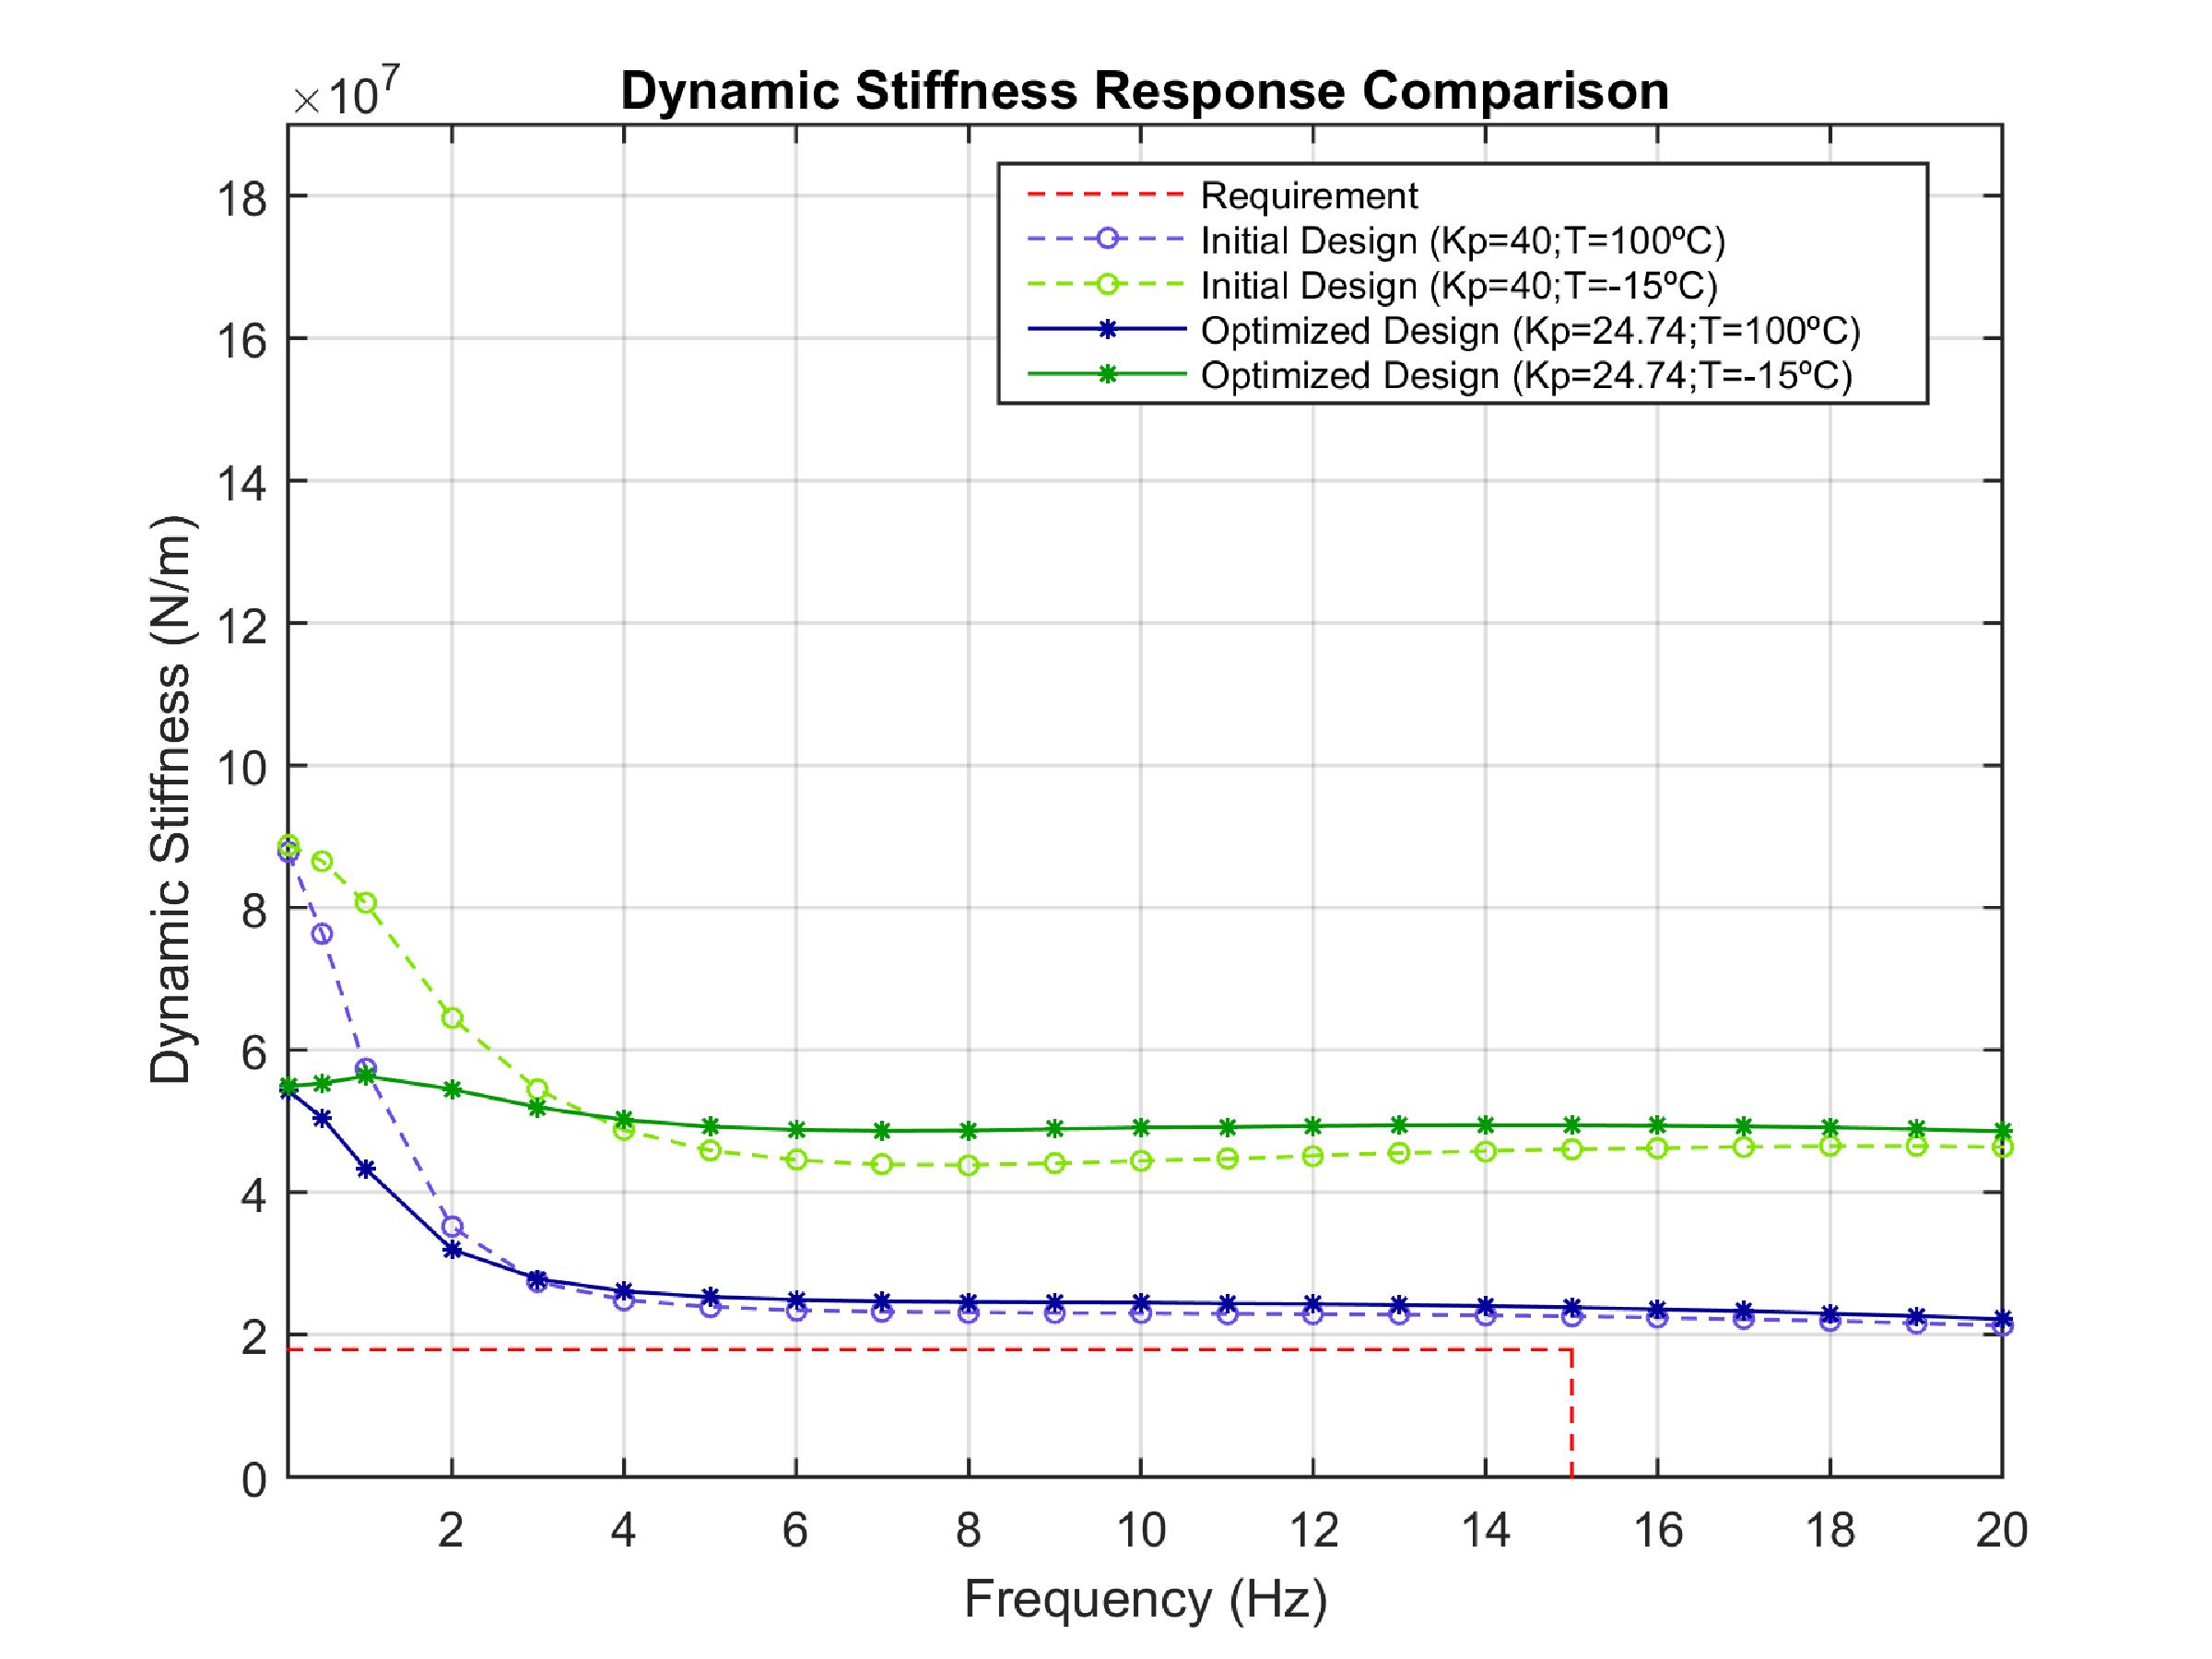 Dynamic Stiffness Response Comparison
×10^7
Requirement
Initial Design (Kp=40;T=100ºC)
Initial Design (Kp=40;T=-15ºC)
Optimized Design (Kp=24.74;T=100ºC)
Optimized Design (Kp=24.74;T=-15ºC)
Dynamic Stiffness (N/m)
18
16
14
12
10
8
6
4
2
0
2 4 6 8 10 12 14 16 18 20
Frequency (Hz)